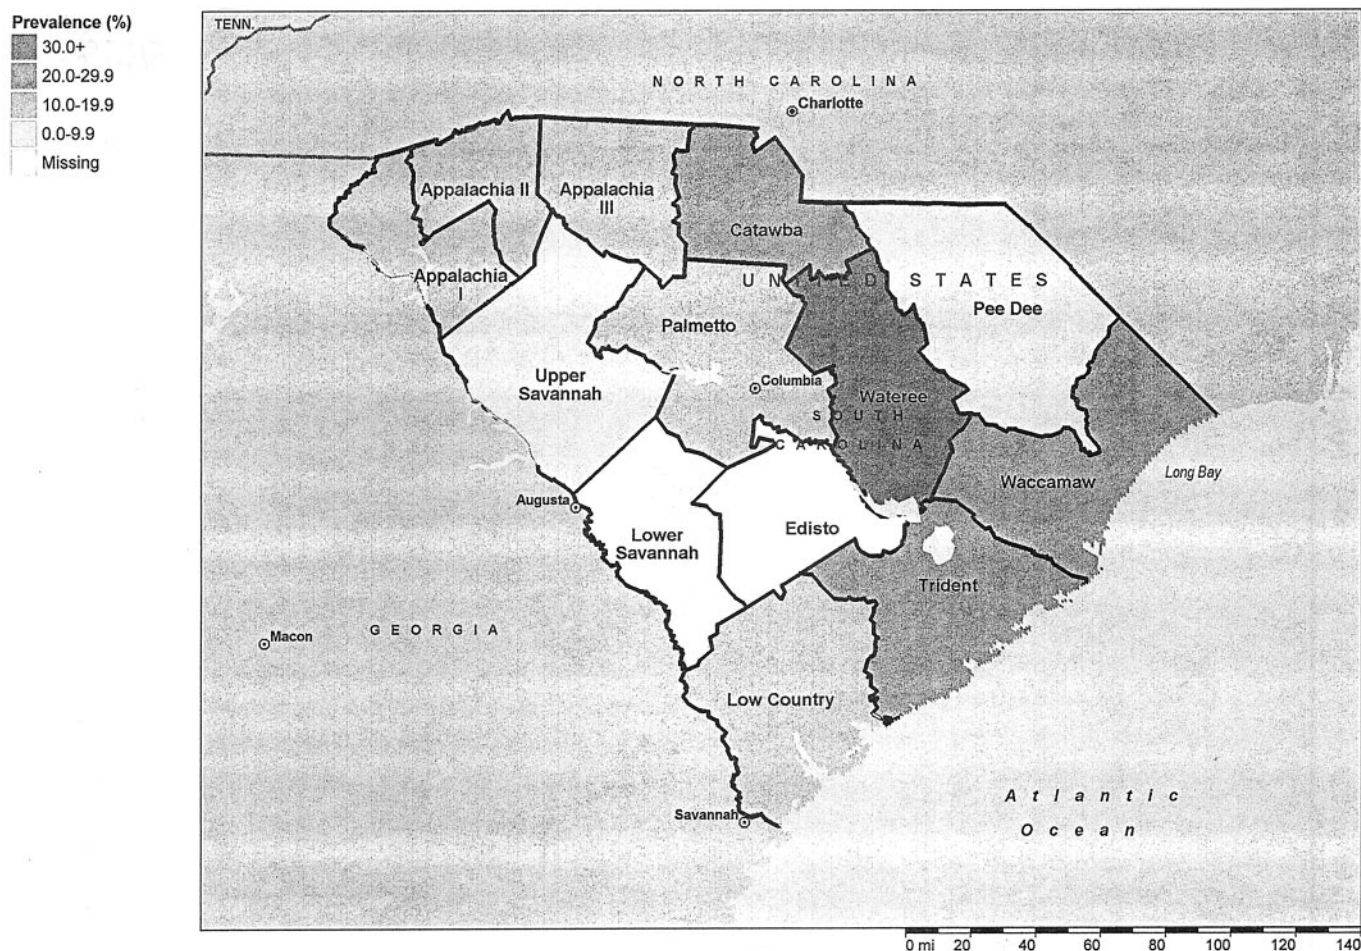 Prevalence (%)
30.0+
20.0-29.9
10.0-19.9
0.0-9.9
Missing
TENN.
NORTH CAROLINA
Charlotte
Appalachia II
Appalachia
III
Catawba
Appalachia
I
UNITED STATES
Pee Dee
Palmetto
Upper
Savannah
Columbia
Wateree
SOUTH
CAROLINA
Waccamaw
Long Bay
Augusta
Lower
Savannah
Edisto
Trident
Macon
GEORGIA
Low Country
Savannah
Atlantic
Ocean
0 mi 20 40 60 80 100 120 140